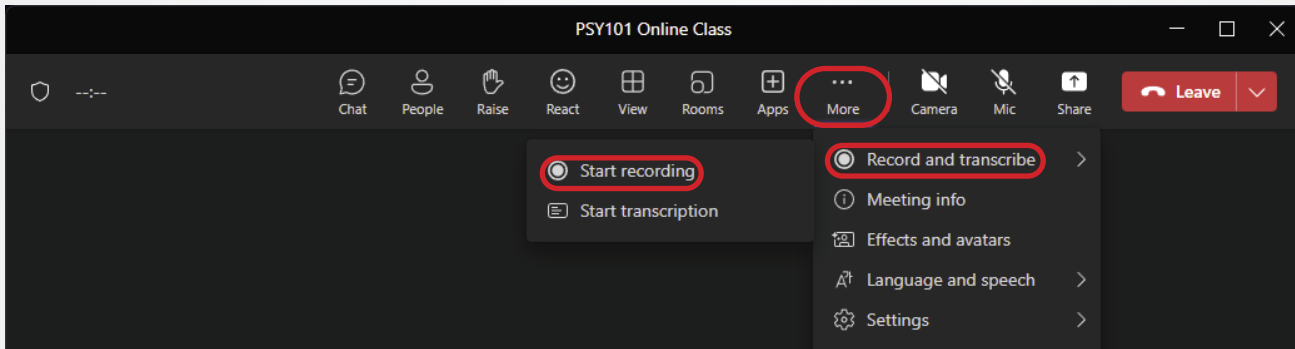 PSY101 Online Class
--:--
Chat People Raise React View Rooms Apps More Camera Mic Share Leave
Start recording
Start transcription
Record and transcribe
Meeting info
Effects and avatars
Language and speech
Settings